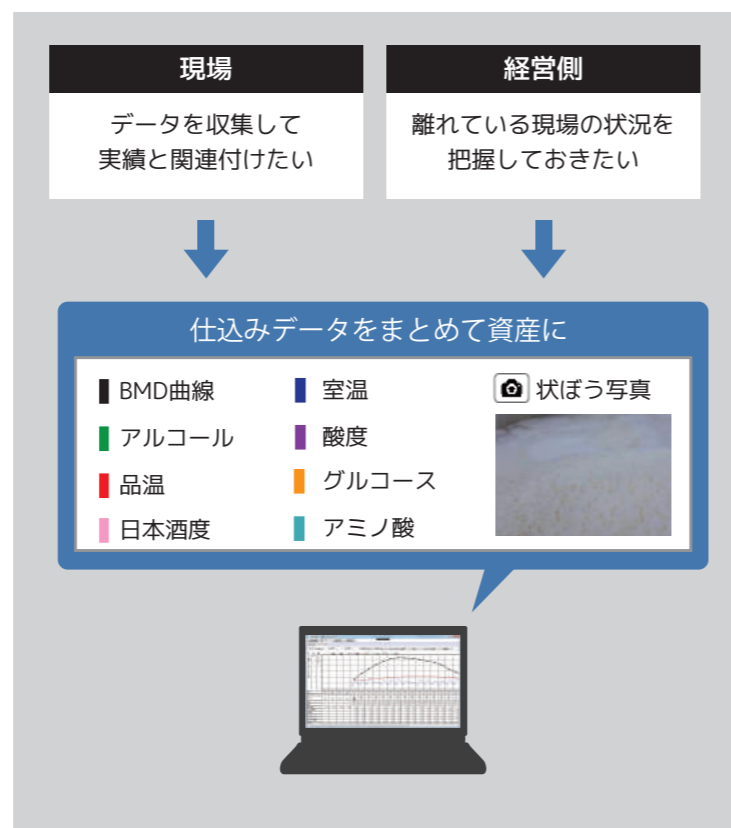 現場
データを収集して
実績と関連付けたい
経営側
離れている現場の状況を
把握しておきたい
仕込みデータをまとめて資産に
BMD曲線
アルコール
品温
日本酒度
室温
酸度
グルコース
アミノ酸
状ぼう写真